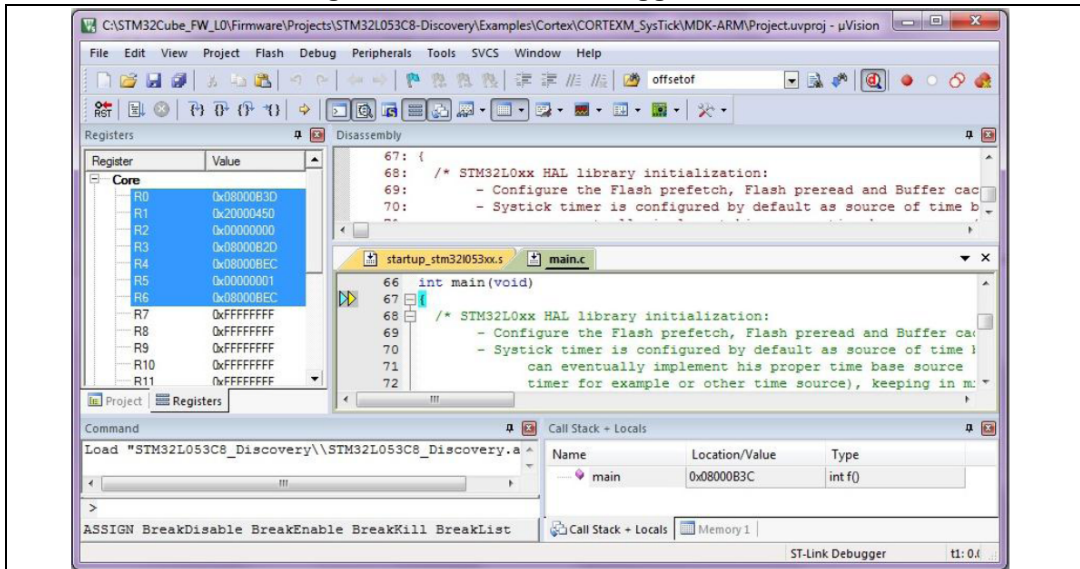 C:\STM32Cube_FW_L0\Firmware\Projects\STM32L053C8-Discovery\Examples\Cortex\CORTEXM_SysTick\MDK-ARM\Project.uvproj - µVision
File Edit View Project Flash Debug Peripherals Tools SVCS Window Help
offsetof
RST
Registers
Register Value
Core
R0 0x08000B3D
R1 0x20000450
R2 0x00000000
R3 0x08000B2D
R4 0x08000BEC
R5 0x00000001
R6 0x08000BEC
R7 0xFFFFFFFF
R8 0xFFFFFFFF
R9 0xFFFFFFFF
R10 0xFFFFFFFF
R11 0xFFFFFFFF
Project Registers
Disassembly
67: {
68: /* STM32L0xx HAL library initialization:
69: - Configure the Flash prefetch, Flash preread and Buffer cac
70: - Systick timer is configured by default as source of time b
startup_stm32l053xx.s main.c
66 int main(void)
67 {
68 /* STM32L0xx HAL library initialization:
69 - Configure the Flash prefetch, Flash preread and Buffer cac
70 - Systick timer is configured by default as source of time
71 can eventually implement his proper time base source
72 timer for example or other time source), keeping in
Command
Load "STM32L053C8_Discovery\\STM32L053C8_Discovery.a
>
ASSIGN BreakDisable BreakEnable BreakKill BreakList
Call Stack + Locals
Name Location/Value Type
main 0x08000B3C int f()
Call Stack + Locals Memory 1
ST-Link Debugger t1: 0.